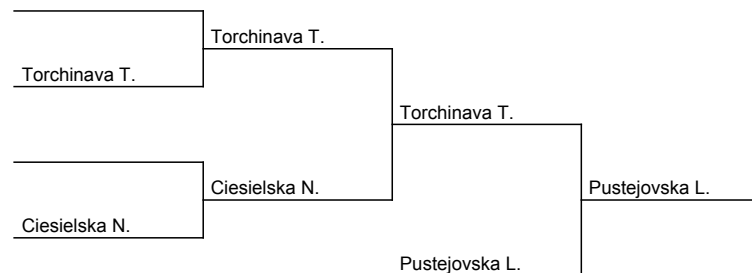 Torchinava T.
Torchinava T.
Torchinava T.
Ciesielska N.
Pustejovska L.
Ciesielska N.
Pustejovska L.